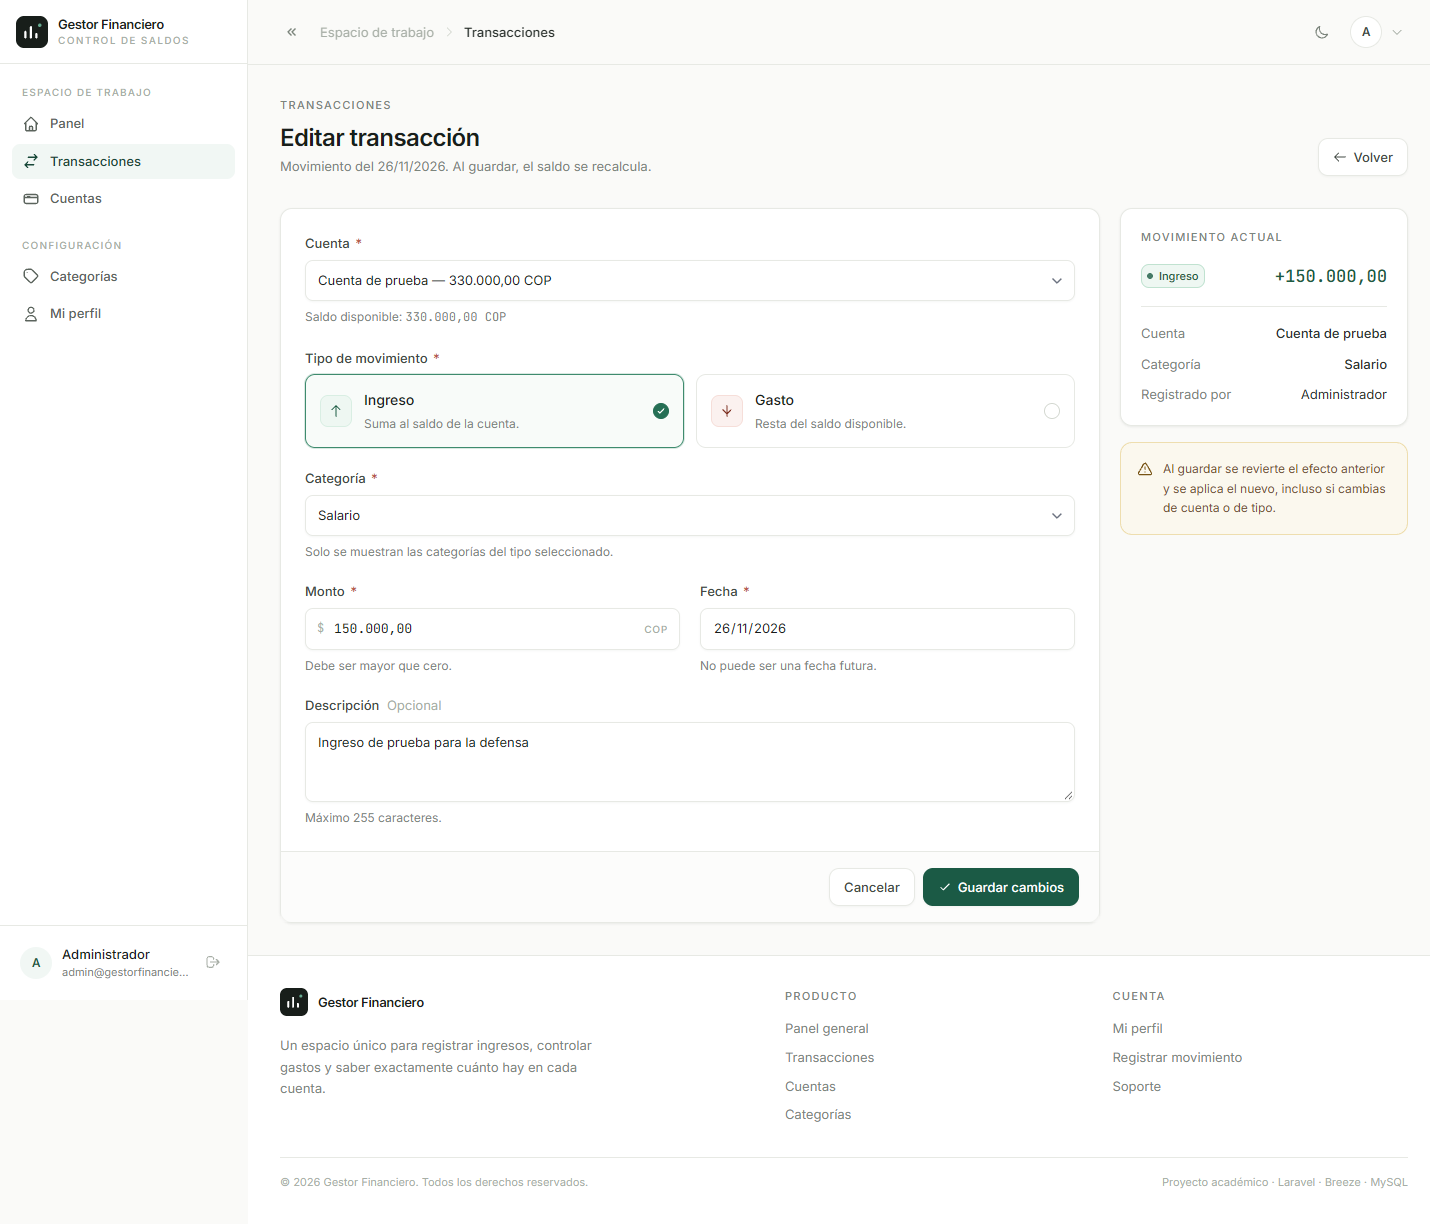 Gestor Financiero
CONTROL DE SALDOS
ESPACIO DE TRABAJO
Panel
Transacciones
Cuentas
CONFIGURACIÓN
Categorías
Mi perfil
A
Administrador
admin@gestorfinancie...
Espacio de trabajo
Transacciones
A
TRANSACCIONES
Editar transacción
Movimiento del 26/11/2026. Al guardar, el saldo se recalcula.
Volver
Cuenta *
Cuenta de prueba — 330.000,00 COP
Saldo disponible: 330.000,00 COP
Tipo de movimiento *
Ingreso
Suma al saldo de la cuenta.
Gasto
Resta del saldo disponible.
Categoría *
Salario
Solo se muestran las categorías del tipo seleccionado.
Monto *
$ 150.000,00 COP
Debe ser mayor que cero.
Fecha *
26/11/2026
No puede ser una fecha futura.
Descripción Opcional
Ingreso de prueba para la defensa
Máximo 255 caracteres.
Cancelar
Guardar cambios
MOVIMIENTO ACTUAL
Ingreso +150.000,00
Cuenta Cuenta de prueba
Categoría Salario
Registrado por Administrador
Al guardar se revierte el efecto anterior
y se aplica el nuevo, incluso si cambias
de cuenta o de tipo.
Gestor Financiero
Un espacio único para registrar ingresos, controlar
gastos y saber exactamente cuánto hay en cada
cuenta.
PRODUCTO
Panel general
Transacciones
Cuentas
Categorías
CUENTA
Mi perfil
Registrar movimiento
Soporte
© 2026 Gestor Financiero. Todos los derechos reservados.
Proyecto académico · Laravel · Breeze · MySQL